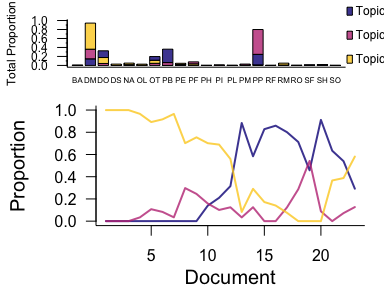 Total Proportion
1.0
0.8
0.6
0.4
0.2
0.0
BA DM DO DS NA OL OT PB PE PF PH PI PL PM PP RF RM RO SF SH SO
Topic
Topic
Topic
Proportion
1.0
0.8
0.6
0.4
0.2
0.0
5 10 15 20
Document